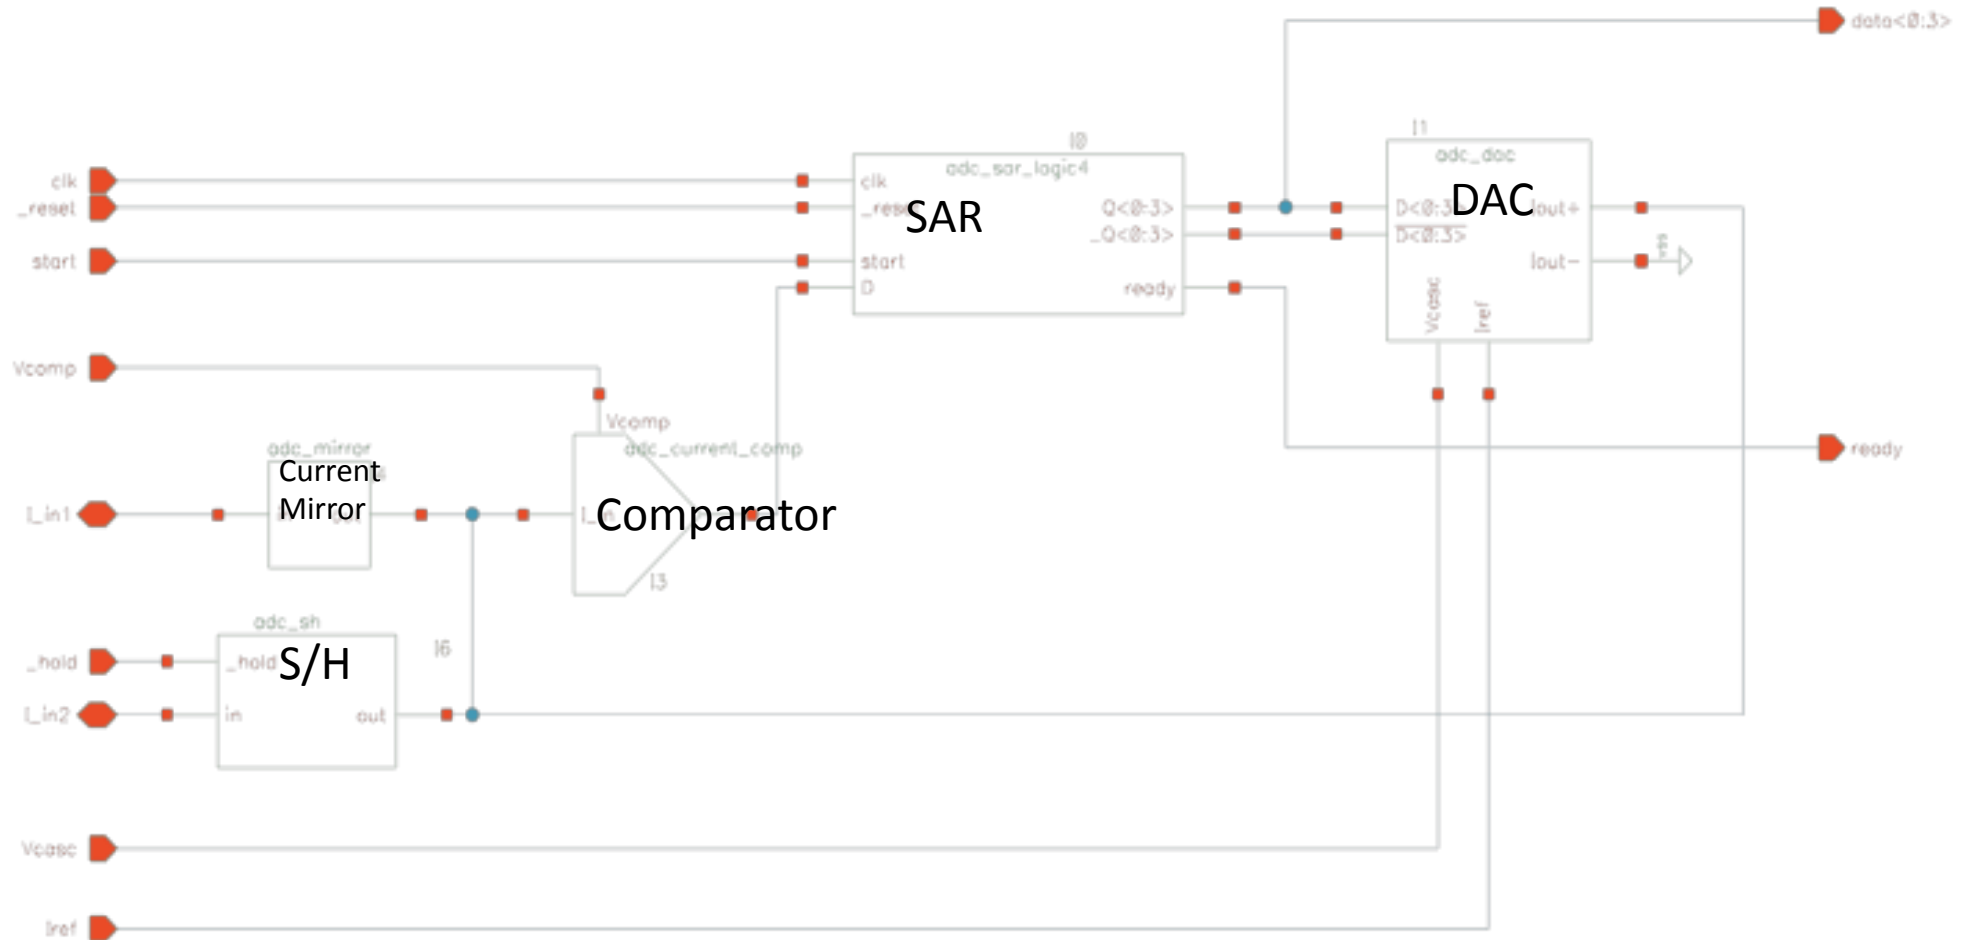 data<0:3>
I0
I1
adc_sar_logic4
adc_dac
clk
clk
_reset
SAR
Q<0:3>
DAC
Iout+
_Q<0:3>
D<0:3>
start
start
Iout-
vss
D
ready
Vcasc
Iref
Vcomp
Vcomp
adc_mirror
adc_current_comp
ready
Current
Mirror
I_in1
Comparator
I3
adc_sh
I6
_hold
_hold
S/H
I_in2
in
out
Vcasc
Iref